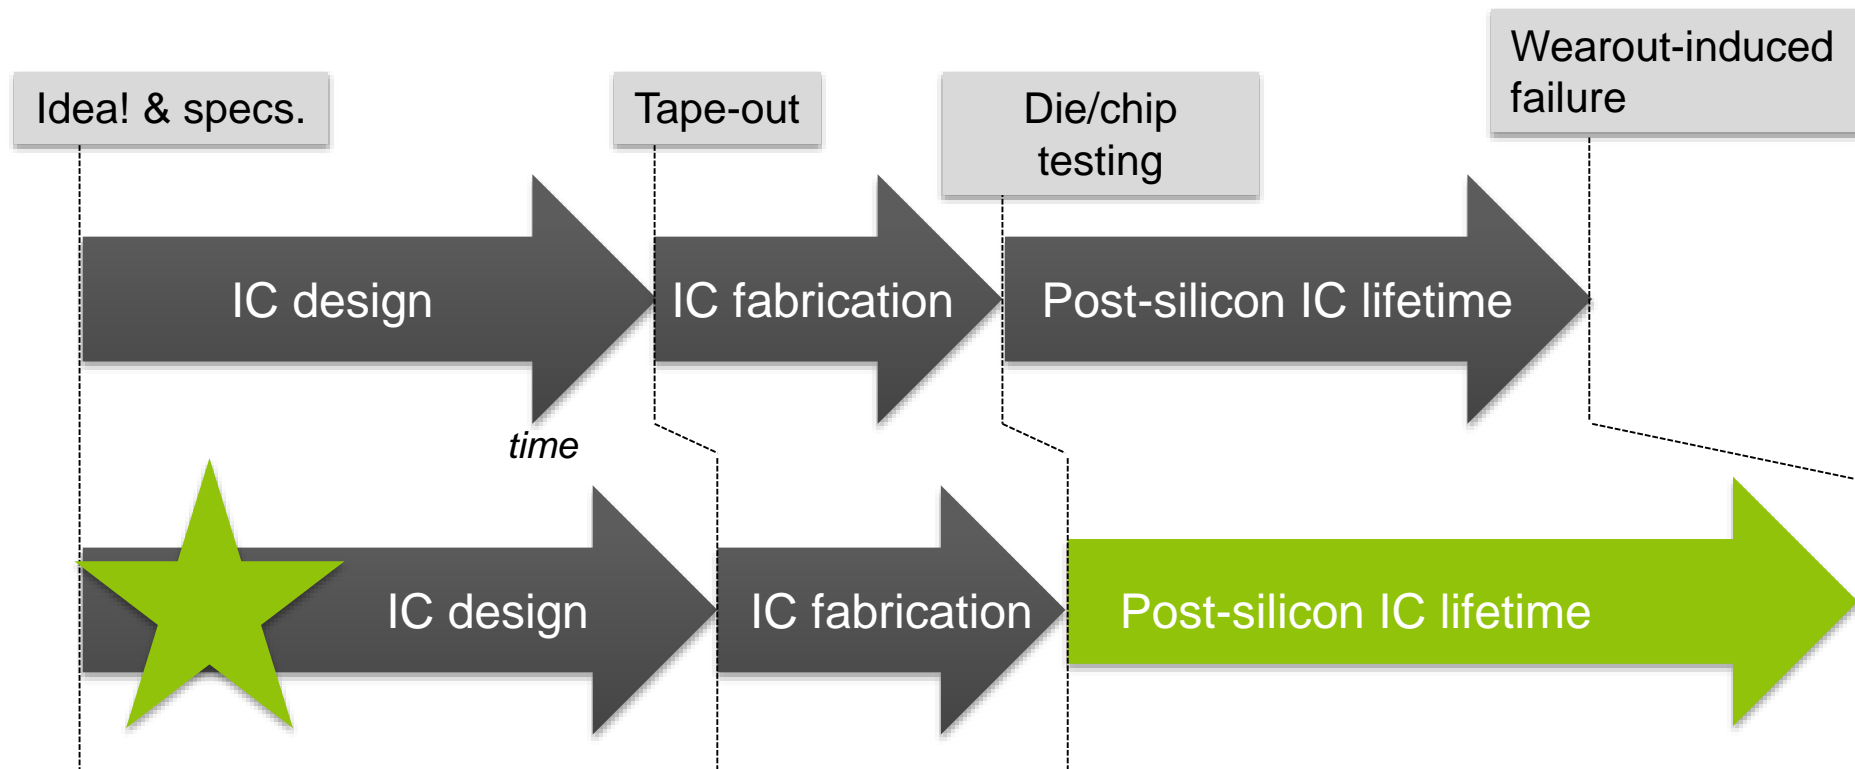 Idea! & specs.
Tape-out
Die/chip
testing
Wearout-induced
failure
IC design
IC fabrication
Post-silicon IC lifetime
time
IC design
IC fabrication
Post-silicon IC lifetime